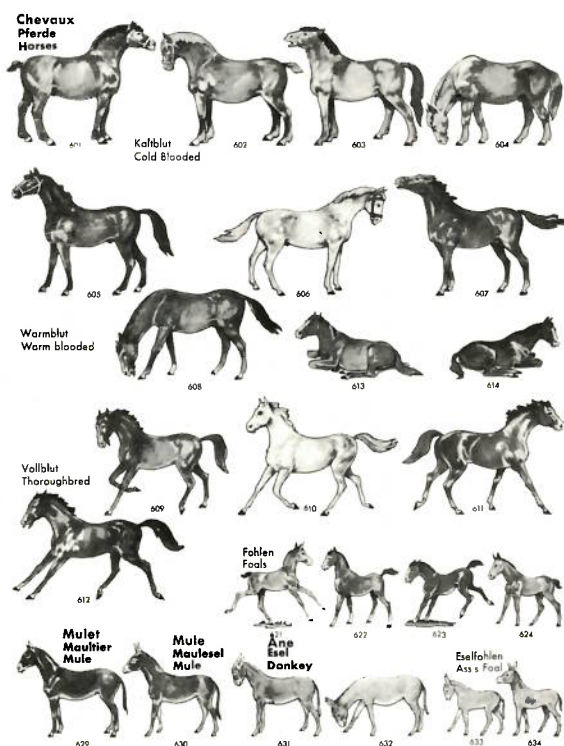 Chevaux
Pferde
Horses
601
602
603
604
Kaltblut
Cold Blooded
605
606
607
Warmblut
Warm blooded
608
613
614
Vollblut
Thoroughbred
609
610
611
612
Fohlen
Foals
621
622
623
624
Mulet
Maultier
Mule
Mule
Maulesel
Mule
Âne
Esel
Donkey
Eselfohlen
Ass's Foal
629
630
631
632
633
634